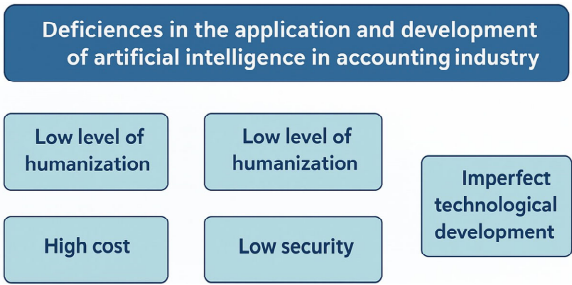 Deficiences in the application and development
of artificial intelligence in accounting industry
Low level of
humanization
Low level of
humanization
Imperfect
technological
development
High cost
Low security